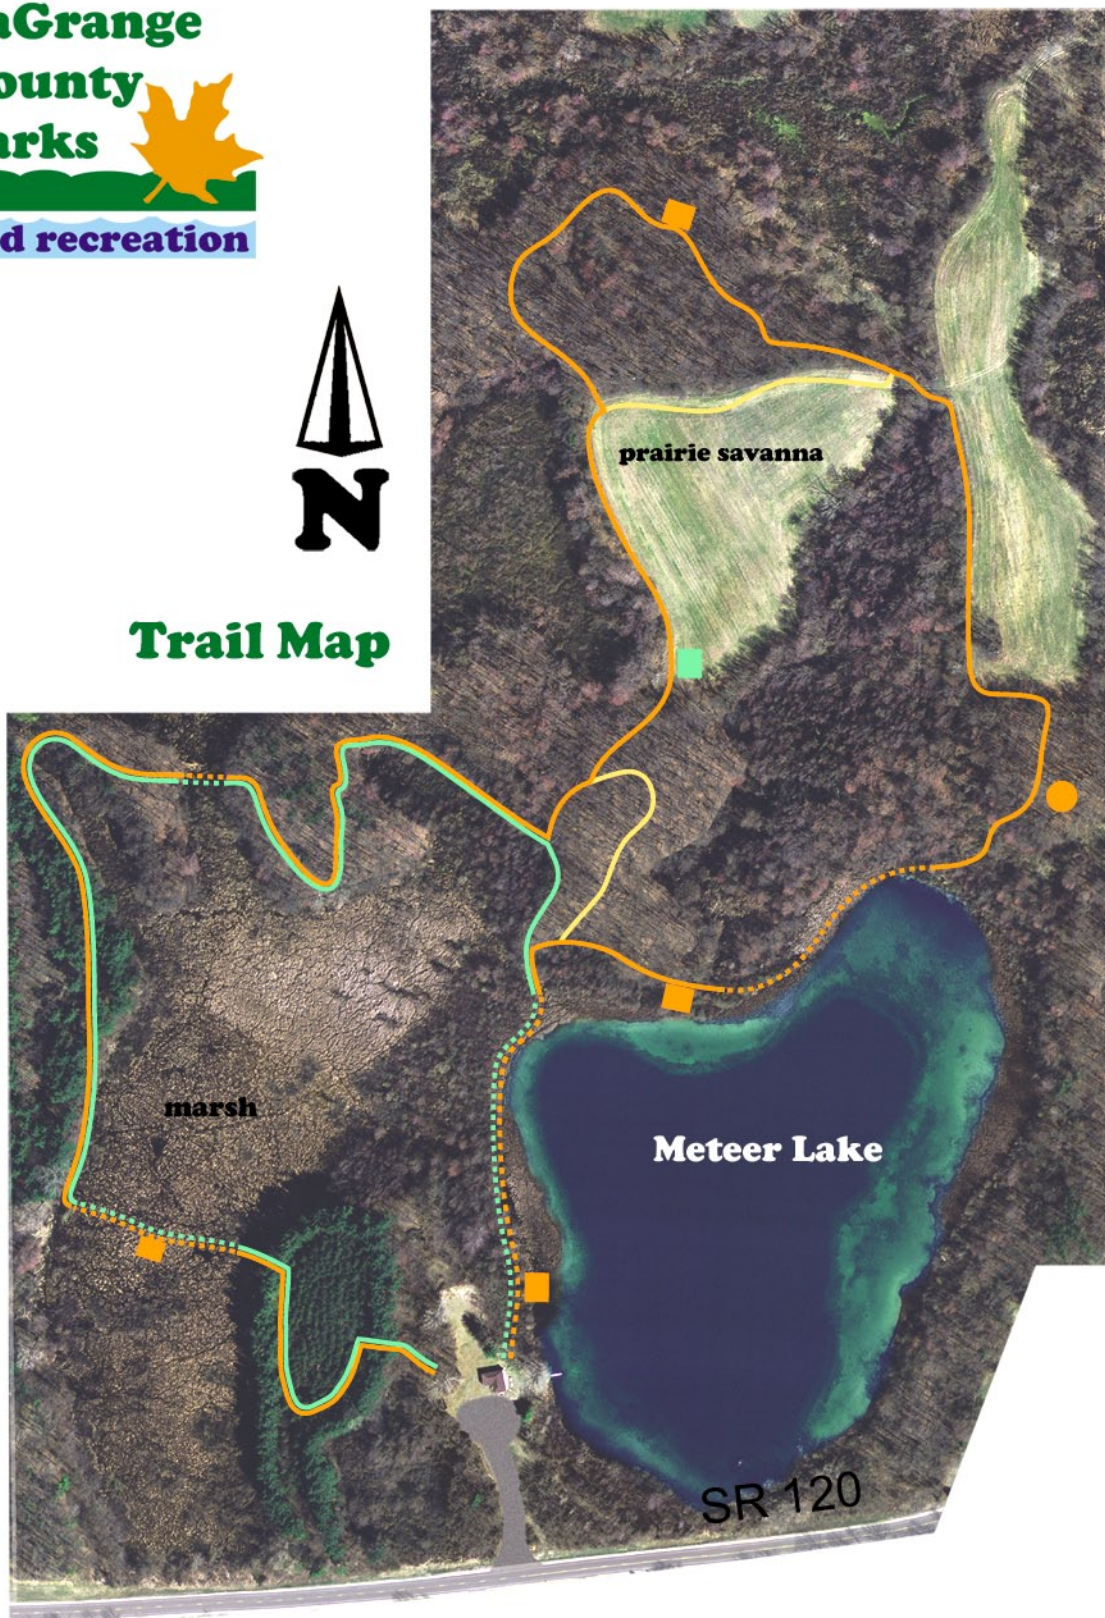 aGrange
ounty
arks
d recreation
N
Trail Map
prairie savanna
marsh
Meteer Lake
SR 120